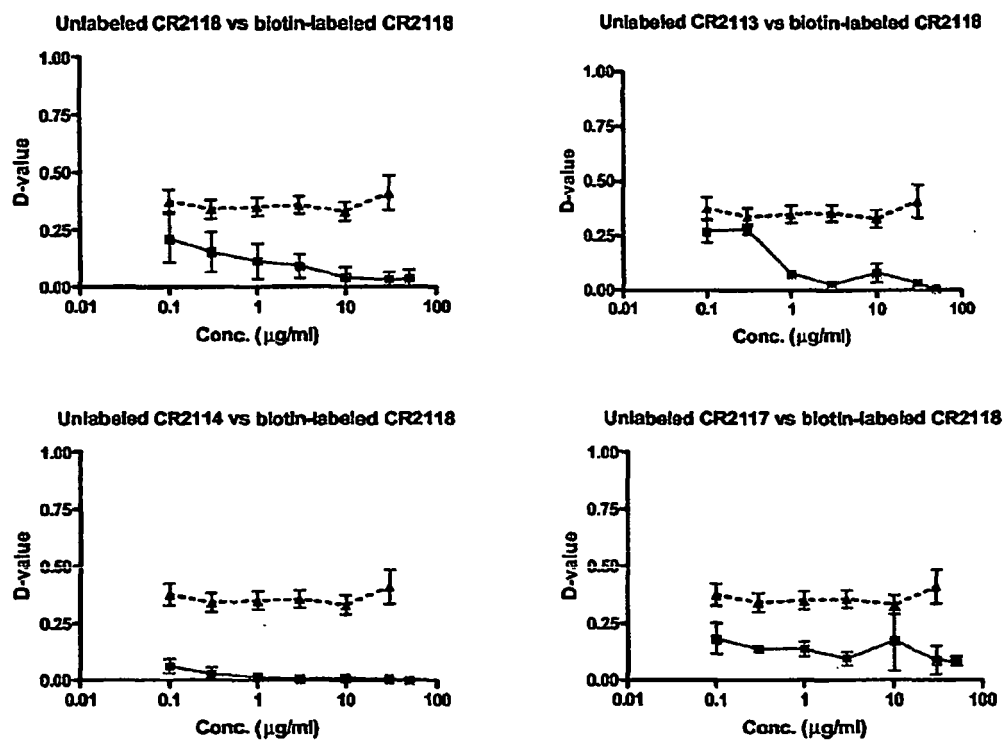 Unlabeled CR2118 vs biotin-labeled CR2118
Unlabeled CR2113 vs biotin-labeled CR2118
1.00
0.75
0.50
0.25
0.00
D-value
0.01 0.1 1 10 100
Conc. (μg/ml)
1.00
0.75
0.50
0.25
0.00
D-value
0.01 0.1 1 10 100
Conc. (μg/ml)
Unlabeled CR2114 vs biotin-labeled CR2118
Unlabeled CR2117 vs biotin-labeled CR2118
1.00
0.75
0.50
0.25
0.00
D-value
0.01 0.1 1 10 100
Conc. (μg/ml)
1.00
0.75
0.50
0.25
0.00
D-value
0.01 0.1 1 10 100
Conc. (μg/ml)